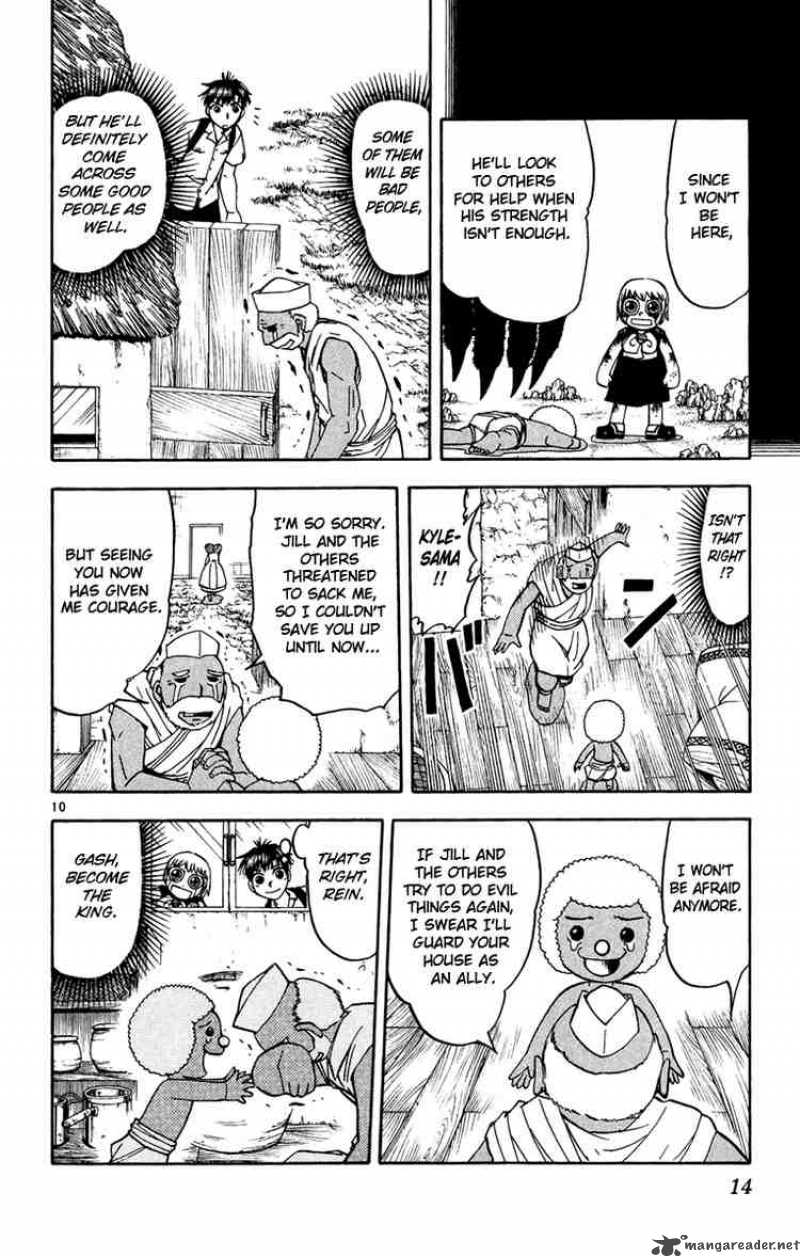 SINCE
I WON'T
BE
HERE,
HE'LL LOOK
TO OTHERS
FOR HELP WHEN
HIS STRENGTH
ISN'T ENOUGH.
SOME
OF THEM
WILL BE
BAD
PEOPLE,
BUT HE'LL
DEFINITELY
COME
ACROSS
SOME GOOD
PEOPLE AS
WELL.
ISN'T
THAT
RIGHT
!?
KYLE-
SAMA
!!
I'M SO SORRY.
JILL AND THE
OTHERS
THREATENED
TO SACK ME,
SO I COULDN'T
SAVE YOU UP
UNTIL NOW...
BUT SEEING
YOU NOW
HAS GIVEN
ME COURAGE.
10
I WON'T
BE AFRAID
ANYMORE.
IF JILL AND
THE OTHERS
TRY TO DO EVIL
THINGS AGAIN,
I SWEAR I'LL
GUARD YOUR
HOUSE AS
AN ALLY.
THAT'S
RIGHT,
REIN.
GASH,
BECOME
THE
KING.
14
mangareader.net